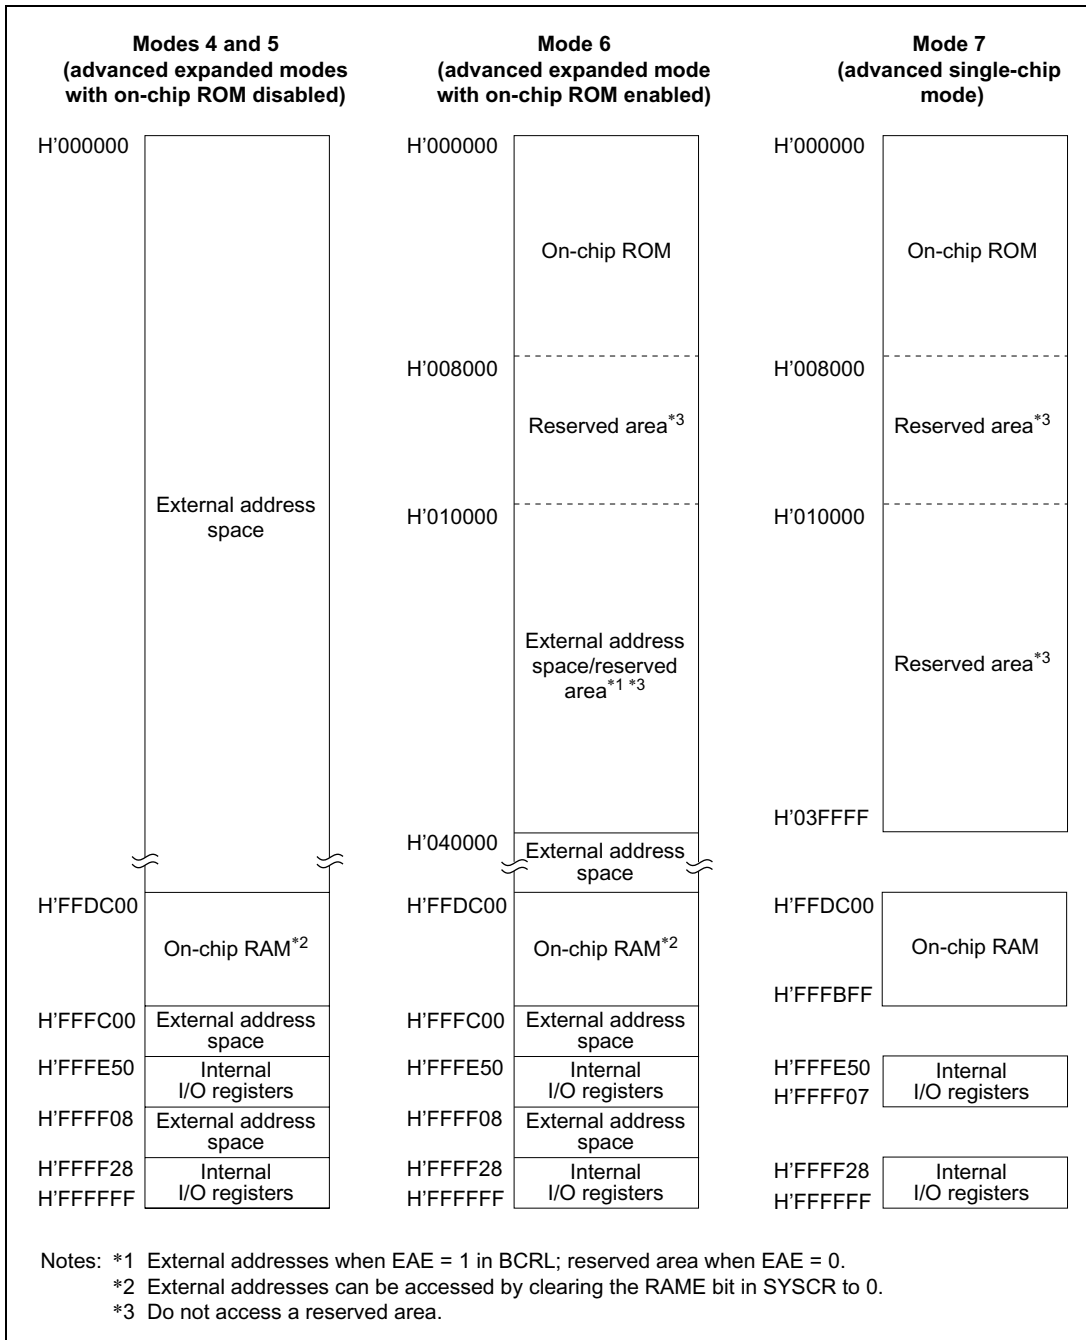 Modes 4 and 5
(advanced expanded modes
with on-chip ROM disabled)
H'000000
External address
space
H'FFDC00
On-chip RAM*2
H'FFFC00
External address
space
H'FFFE50
Internal
I/O registers
H'FFFF08
External address
space
H'FFFF28
Internal
I/O registers
H'FFFFFF
Mode 6
(advanced expanded mode
with on-chip ROM enabled)
H'000000
On-chip ROM
H'008000
Reserved area*3
H'010000
External address
space/reserved
area*1 *3
H'040000
External address
space
H'FFDC00
On-chip RAM*2
H'FFFC00
External address
space
H'FFFE50
Internal
I/O registers
H'FFFF08
External address
space
H'FFFF28
Internal
I/O registers
H'FFFFFF
Mode 7
(advanced single-chip
mode)
H'000000
On-chip ROM
H'008000
Reserved area*3
H'010000
Reserved area*3
H'03FFFF
H'FFDC00
On-chip RAM
H'FFFBFF
H'FFFE50
Internal
I/O registers
H'FFFF07
H'FFFF28
Internal
I/O registers
H'FFFFFF
Notes: *1 External addresses when EAE = 1 in BCRL; reserved area when EAE = 0.
*2 External addresses can be accessed by clearing the RAME bit in SYSCR to 0.
*3 Do not access a reserved area.